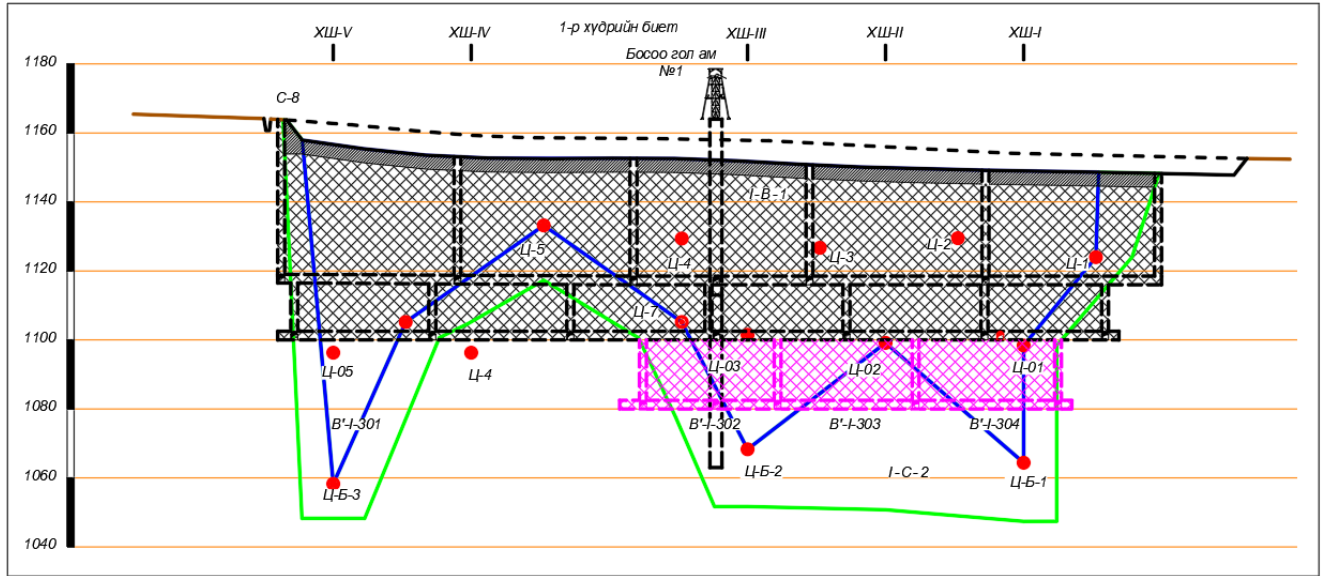 ХШ-V
ХШ-IV
1-р хүдрийн биет
ХШ-III
ХШ-II
ХШ-I
Босоо гол ам
№1
1180
С-8
1160
I-В-1
1140
Ц-5
Ц-4
Ц-3
Ц-2
Ц-1
1120
Ц-7
1100
Ц-05
Ц-4
Ц-03
Ц-02
Ц-01
1080
В'-I-301
В'-I-302
В'-I-303
В'-I-304
1060
Ц-Б-3
Ц-Б-2
I-С-2
Ц-Б-1
1040